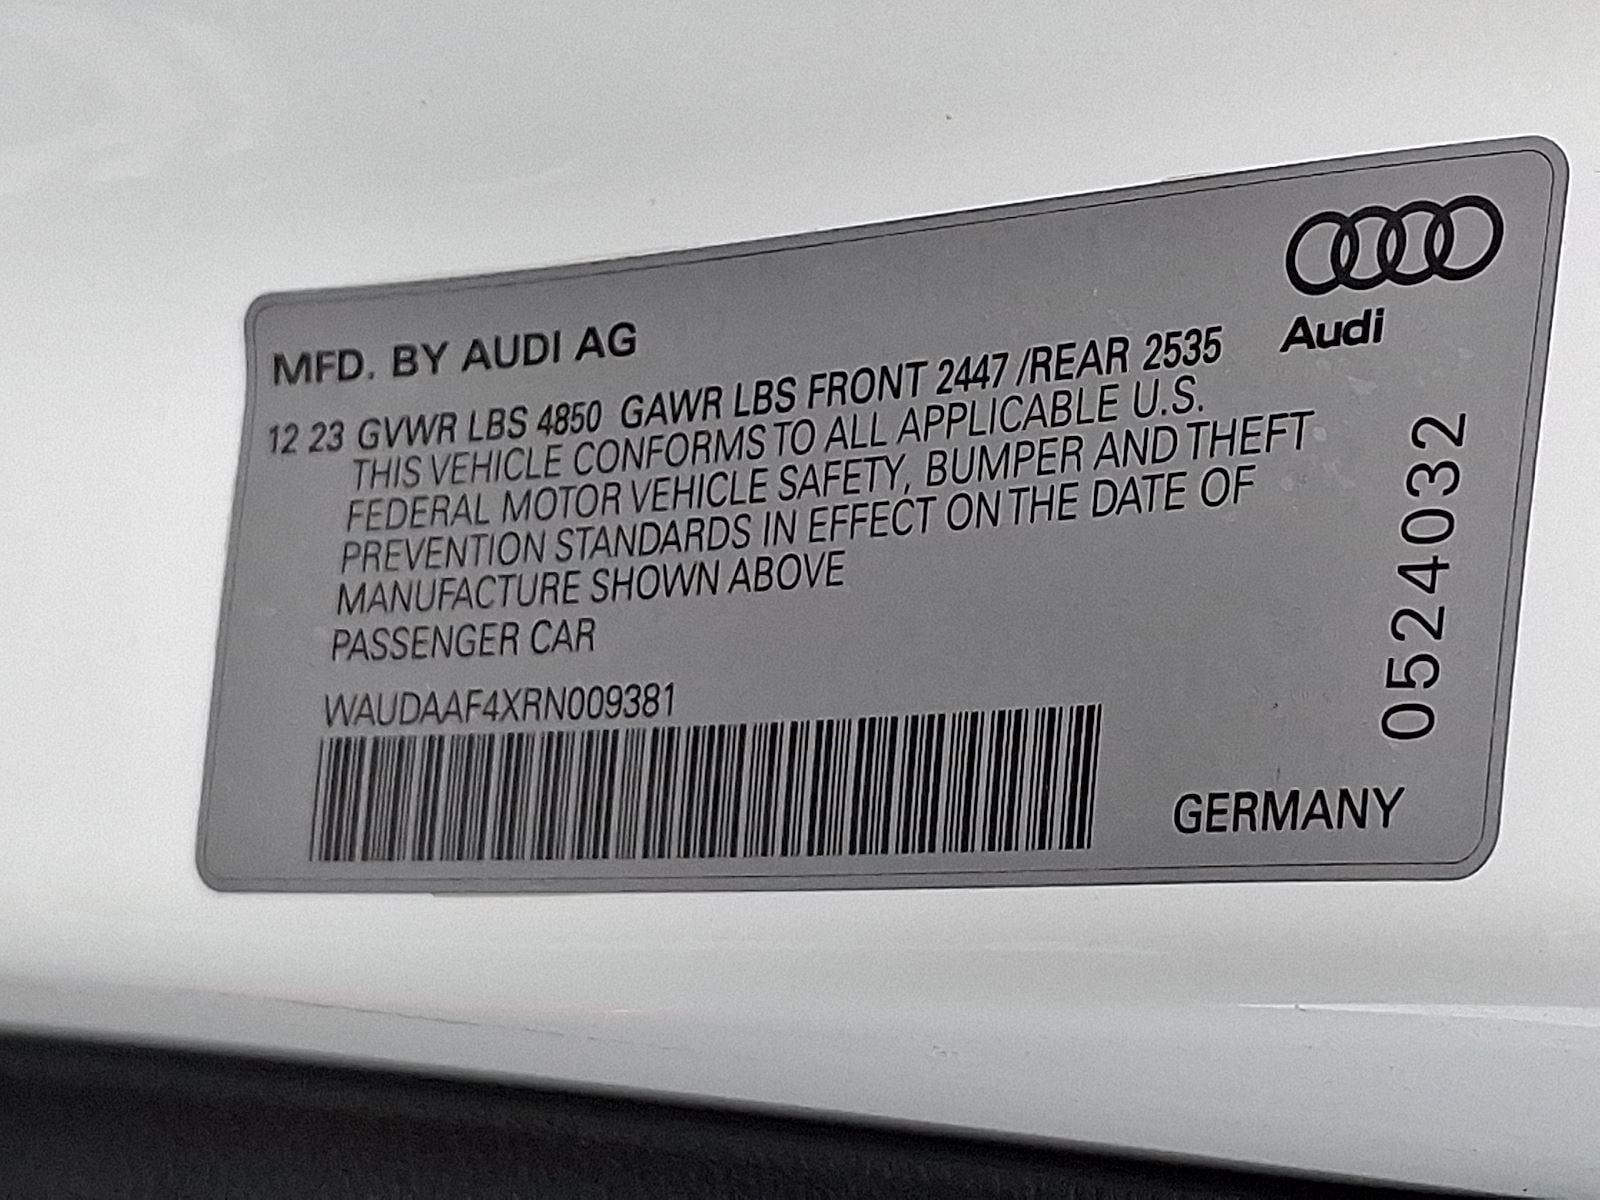 MFD. BY AUDI AG
Audi
12 23 GVWR LBS 4850 GAWR LBS FRONT 2447 /REAR 2535
THIS VEHICLE CONFORMS TO ALL APPLICABLE U.S.
FEDERAL MOTOR VEHICLE SAFETY, BUMPER AND THEFT
PREVENTION STANDARDS IN EFFECT ON THE DATE OF
MANUFACTURE SHOWN ABOVE
PASSENGER CAR
WAUDAAF4XRN009381
0524032
GERMANY